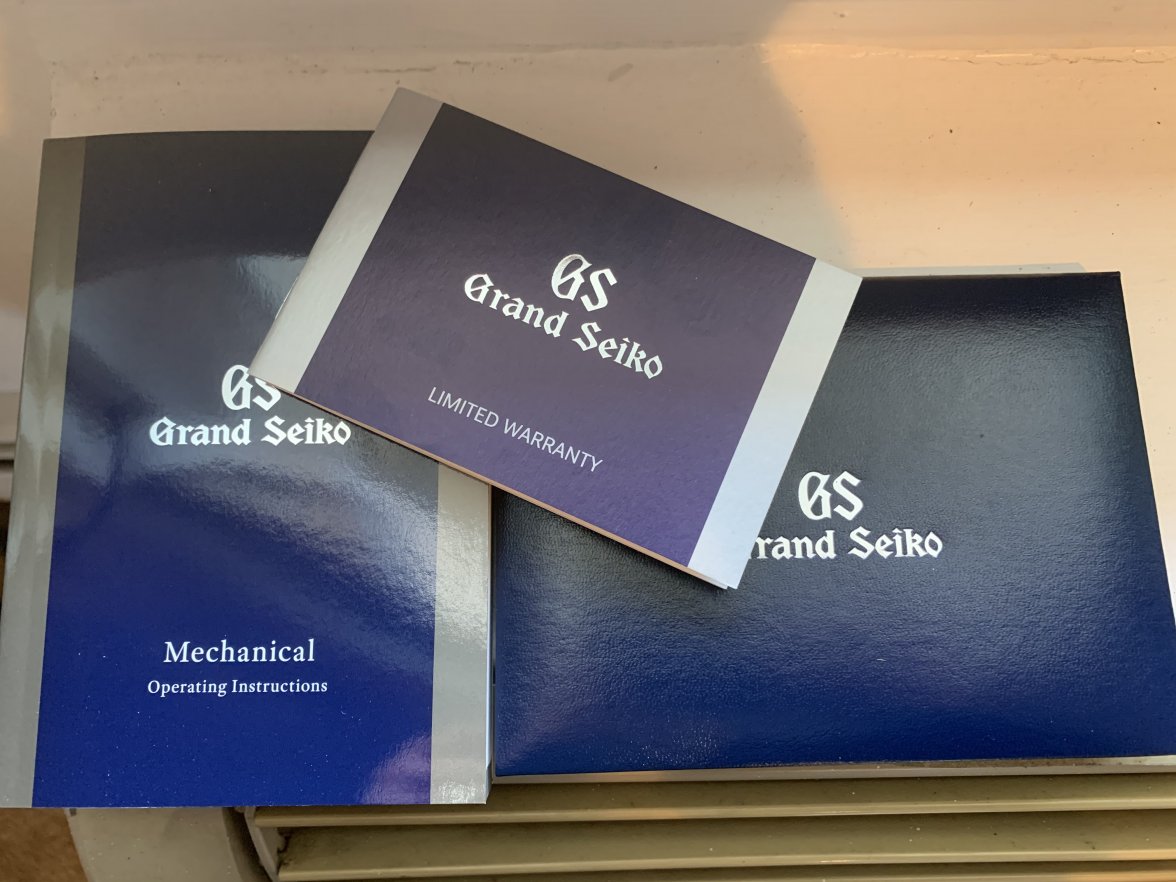 GS
Grand Seiko
Mechanical
Operating Instructions
GS
Grand Seiko
LIMITED WARRANTY
GS
rand Seiko